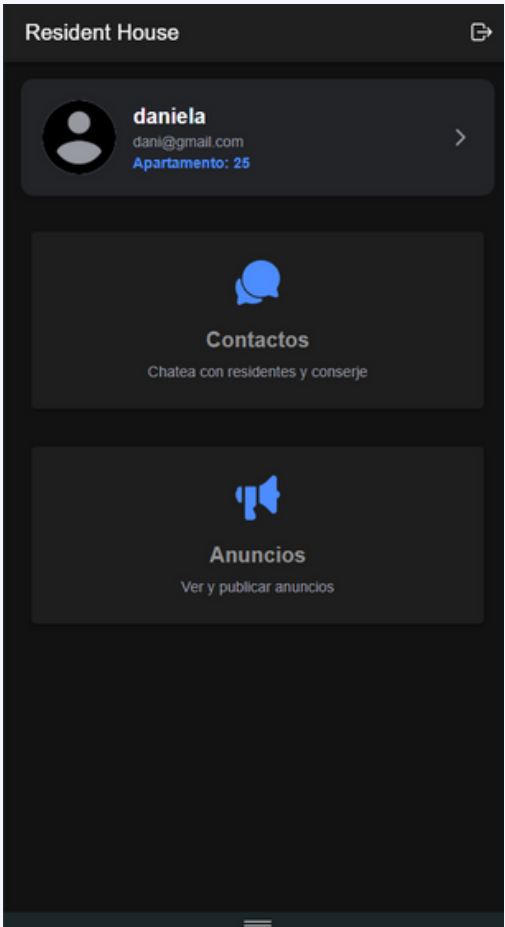 Resident House
daniela
dani@gmail.com
Apartamento: 25
Contactos
Chatea con residentes y conserje
Anuncios
Ver y publicar anuncios